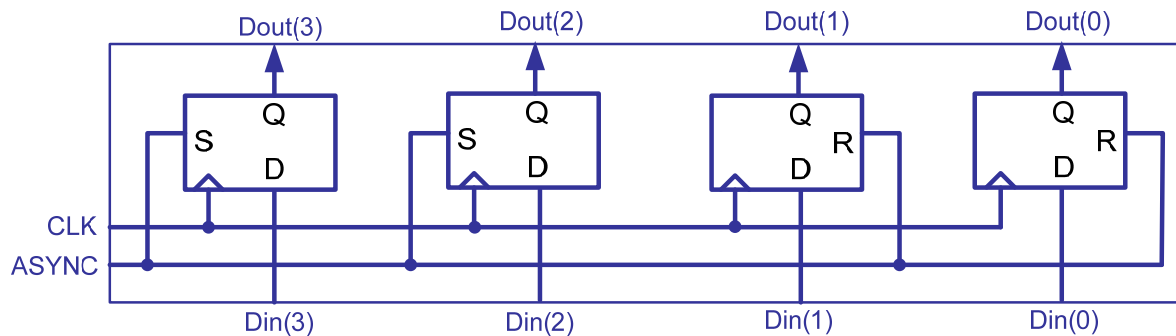 Dout(3) Dout(2) Dout(1) Dout(0)
Q Q Q Q
S S R R
D D D D
CLK
ASYNC
Din(3) Din(2) Din(1) Din(0)